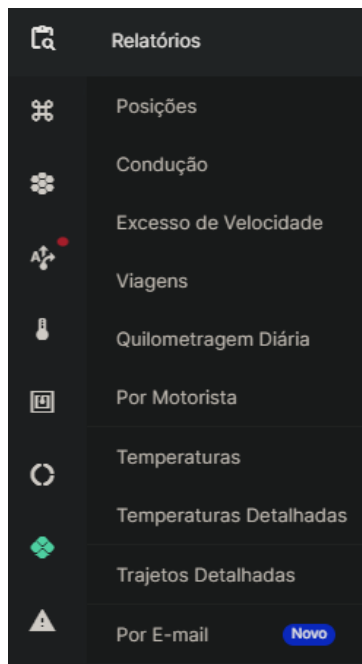 Relatórios
Posições
Condução
Excesso de Velocidade
Viagens
Quilometragem Diária
Por Motorista
Temperaturas
Temperaturas Detalhadas
Trajetos Detalhadas
Por E-mail Novo